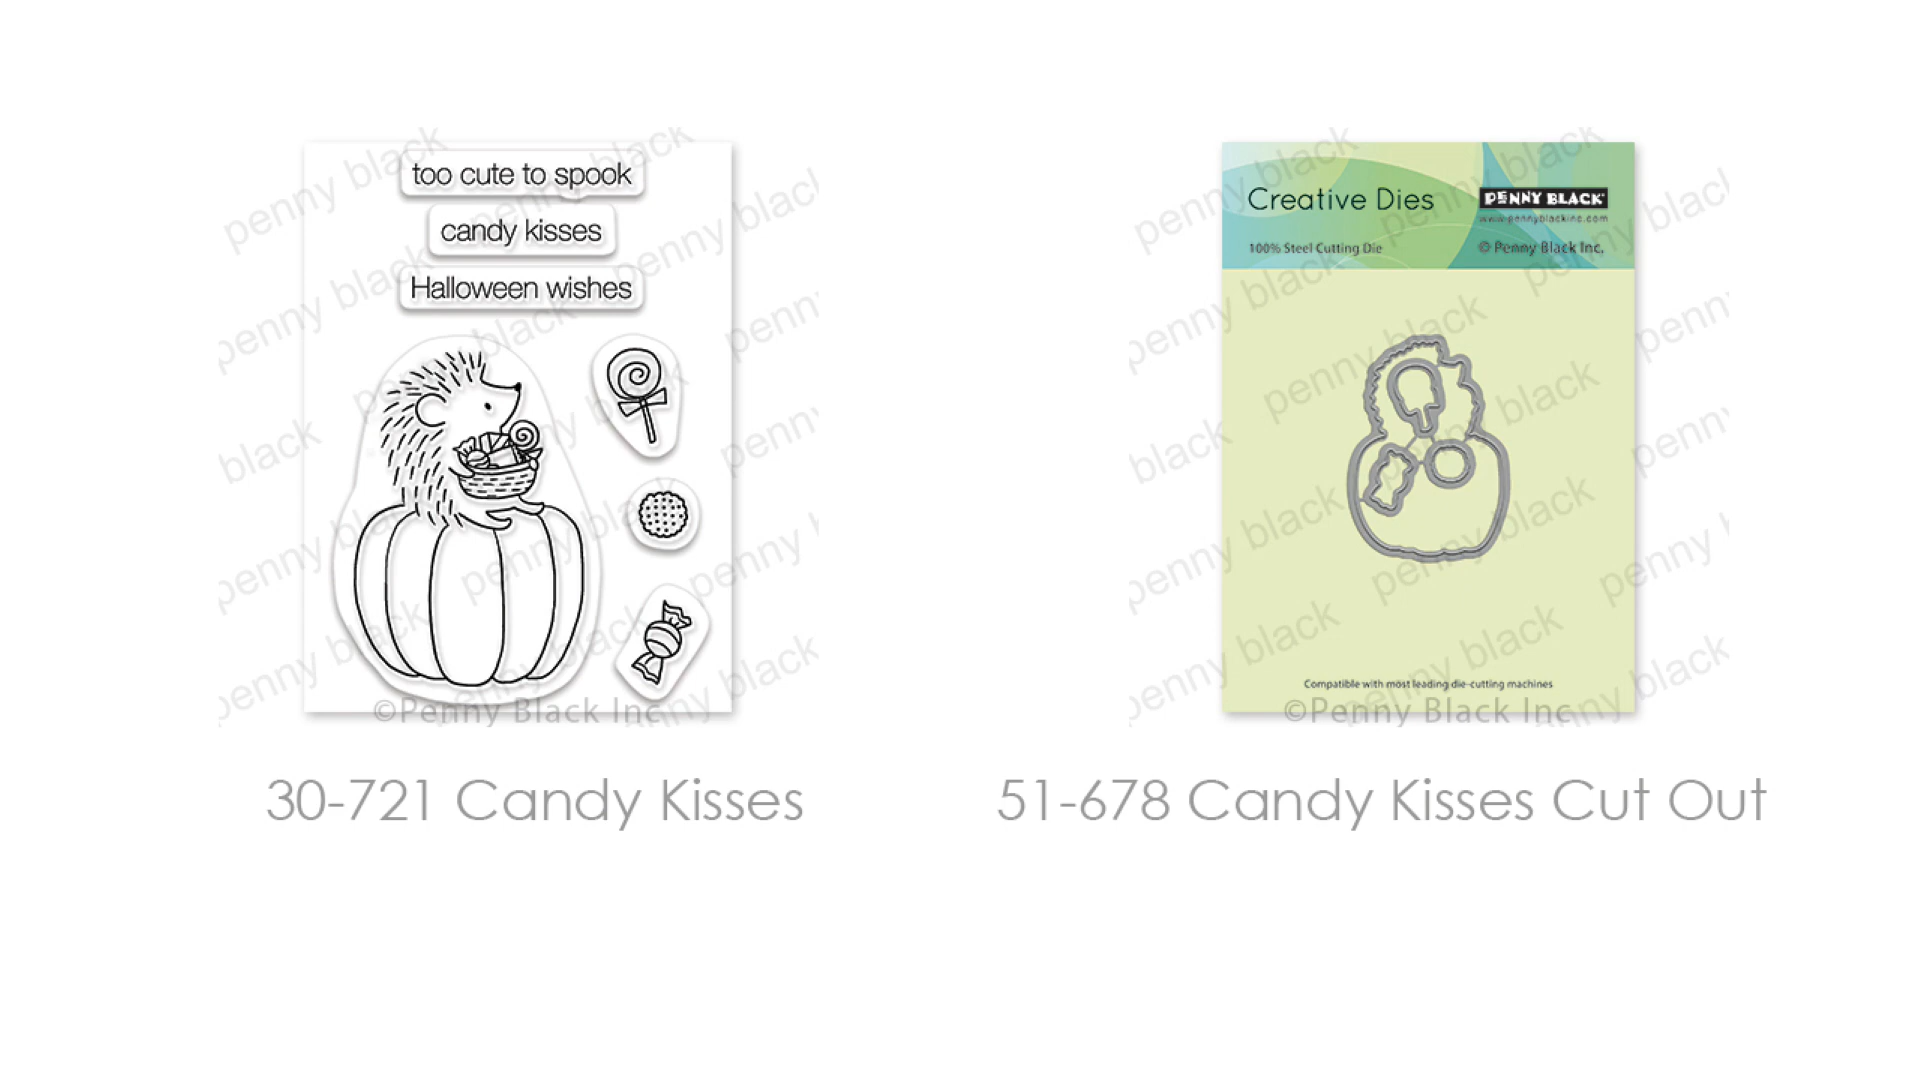 too cute to spook
candy kisses
Halloween wishes
©Penny Black Inc
30-721 Candy Kisses
Creative Dies
PENNY BLACK
www.pennyblackinc.com
100% Steel Cutting Die
© Penny Black Inc.
Compatible with most leading die-cutting machines
©Penny Black Inc
51-678 Candy Kisses Cut Out
penny black